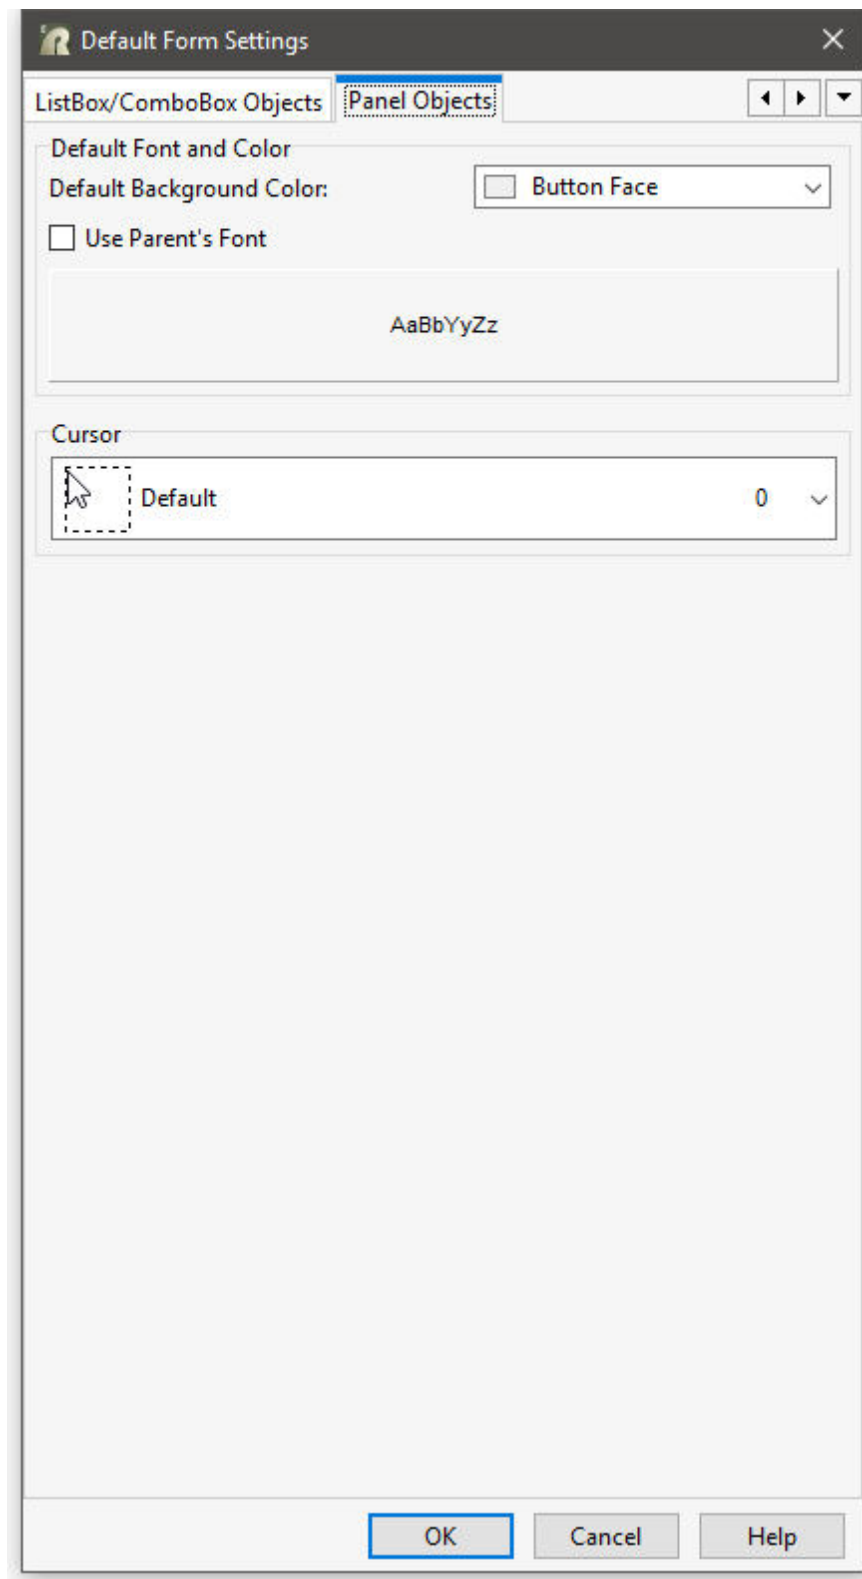 Default Form Settings
ListBox/ComboBox Objects Panel Objects
Default Font and Color
Default Background Color: Button Face
Use Parent's Font
AaBbYyZz
Cursor
Default 0
OK Cancel Help